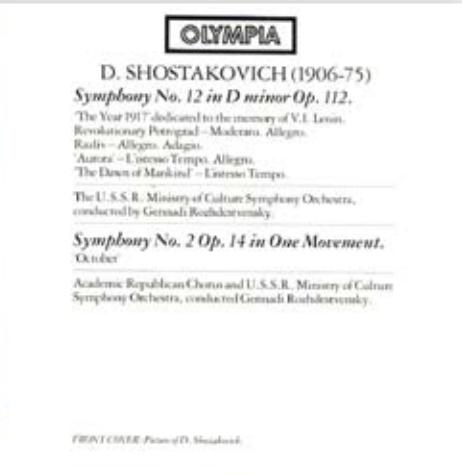 OLYMPIA
D. SHOSTAKOVICH (1906-75)
Symphony No. 12 in D minor Op. 112.
'The Year 1917' dedicated to the memory of V.I. Lenin.
Revolutionary Petrograd – Moderato. Allegro.
Razliv – Allegro. Adagio.
'Aurora' – L'istesso Tempo. Allegro.
'The Dawn of Mankind' – L'istesso Tempo.
The U.S.S.R. Ministry of Culture Symphony Orchestra,
conducted by Gennadi Rozhdestvensky.
Symphony No. 2 Op. 14 in One Movement.
'October'
Academic Republican Chorus and U.S.S.R. Ministry of Culture
Symphony Orchestra, conducted Gennadi Rozhdestvensky.
FRONT COVER: Picture of D. Shostakovich.